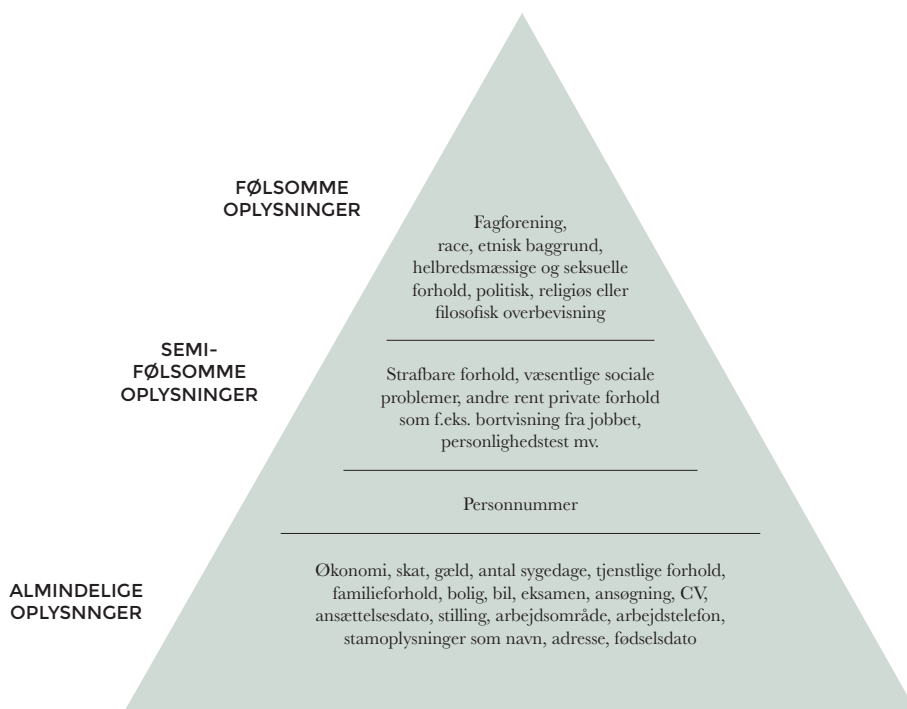 FØLSOMME
OPLYSNINGER
Fagforening,
race, etnisk baggrund,
helbredsmæssige og seksuelle
forhold, politisk, religiøs eller
filosofisk overbevisning
SEMI-
FØLSOMME
OPLYSNINGER
Strafbare forhold, væsentlige sociale
problemer, andre rent private forhold
som f.eks. bortvisning fra jobbet,
personlighedstest mv.
Personnummer
ALMINDELIGE
OPLYSNNGER
Økonomi, skat, gæld, antal sygedage, tjenstlige forhold,
familieforhold, bolig, bil, eksamen, ansøgning, CV,
ansættelsesdato, stilling, arbejdsområde, arbejdstelefon,
stamoplysninger som navn, adresse, fødselsdato